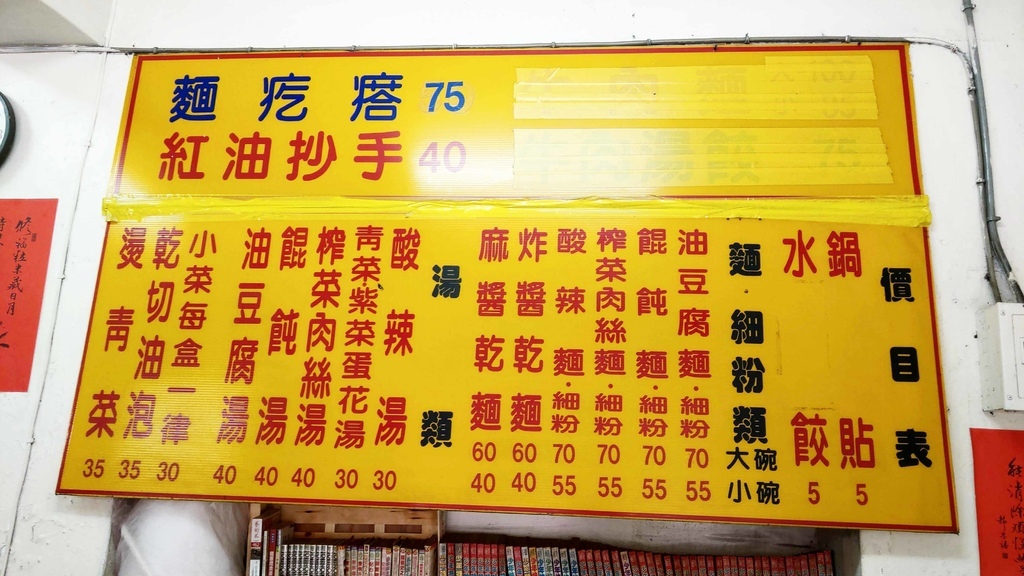 麵疙瘩 75
紅油抄手 40
價目表
鍋貼 5
水餃 5
麵．細粉類 大碗 小碗
油豆腐麵．細粉 70 55
餛飩麵．細粉 70 55
榨菜肉絲麵．細粉 70 55
酸辣麵．細粉 70 55
炸醬乾麵 60 40
麻醬乾麵 60 40
湯類
酸辣湯 30
青菜紫菜蛋花湯 30
榨菜肉絲湯 40
餛飩湯 40
油豆腐湯 40
小菜每盒一律 30
乾切油泡 35
燙青菜 35